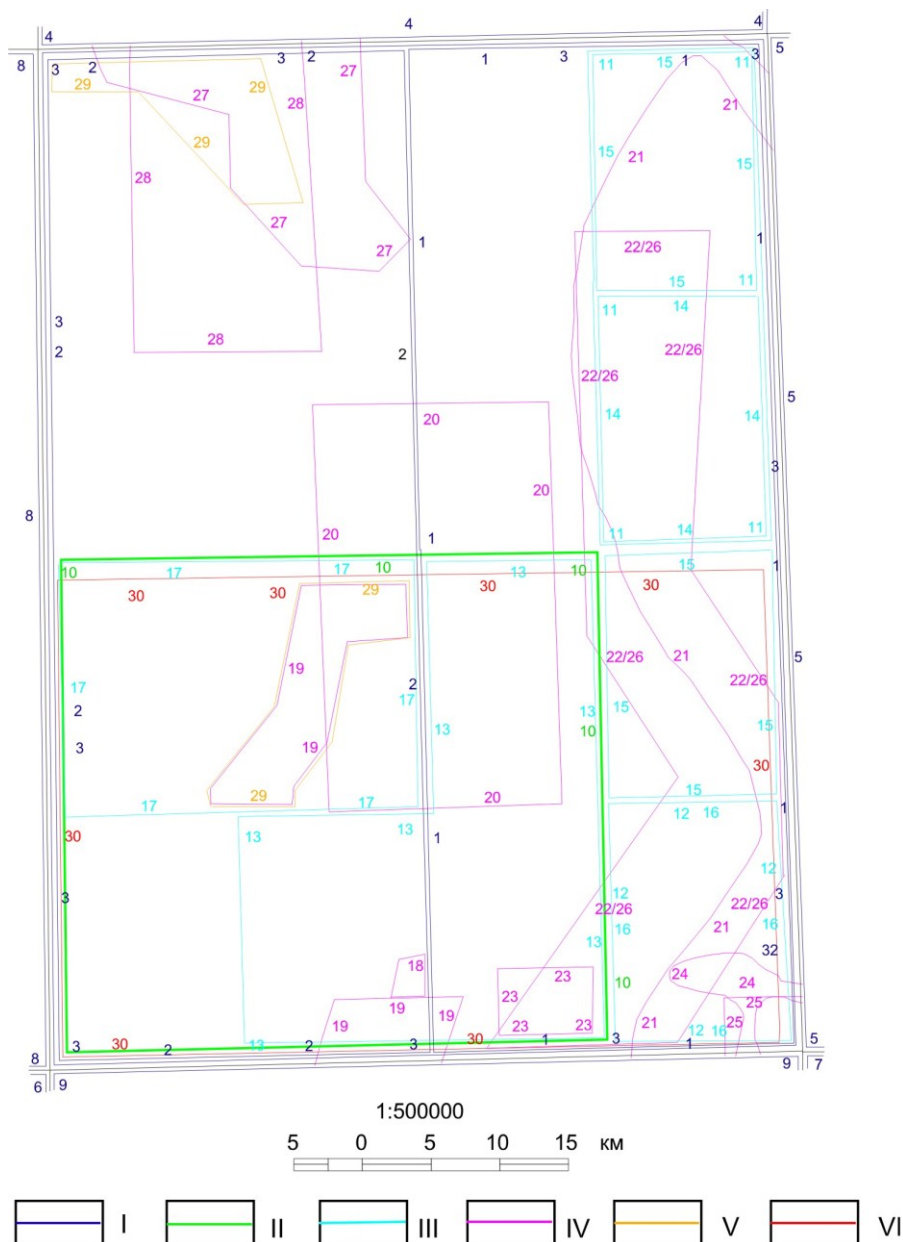 4 4 4
8 3 2 3 2 1 3 1 3 5
29 29 27 27 11 15 11
28 29 21
28 15 21 15
27 27 1 22/26 1
15 11
3 11 14
2 28 2 22/26 22/26
20 14 14 5
20 3
8 20 1 11 14 11
10 17 17 10 13 10 15 1
30 30 29 30 30
19 22/26 21 5
17 2 22/26
2 17 13 13 15 15
3 19 10 30
29 20 15
17 17 12 16 1
30 13 13 1
12
3 12 3
22/26 22/26
16 21 16
13 32
18 24
23 10 24
19 19 23 25
23 23 21 25
3 30 2 13 2 3 30 1 3 12 16 1 5
8 9
6 9 7
1:500000
5 0 5 10 15 км
I II III IV V VI